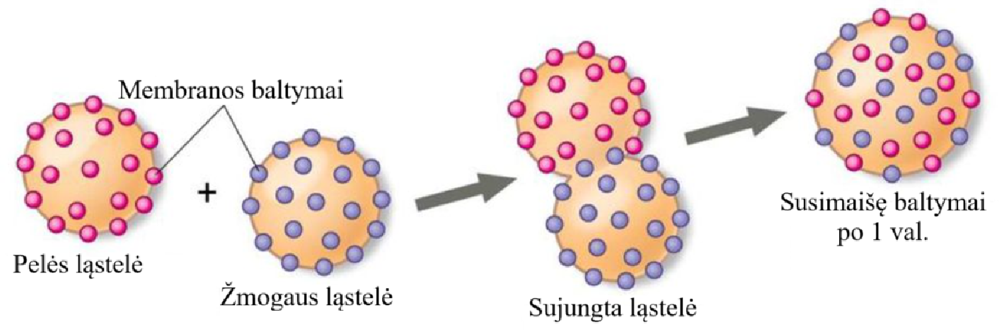 Membranos baltymai
+
Pelės ląstelė
Žmogaus ląstelė
Sujungta ląstelė
Susimaišę baltymai
po 1 val.